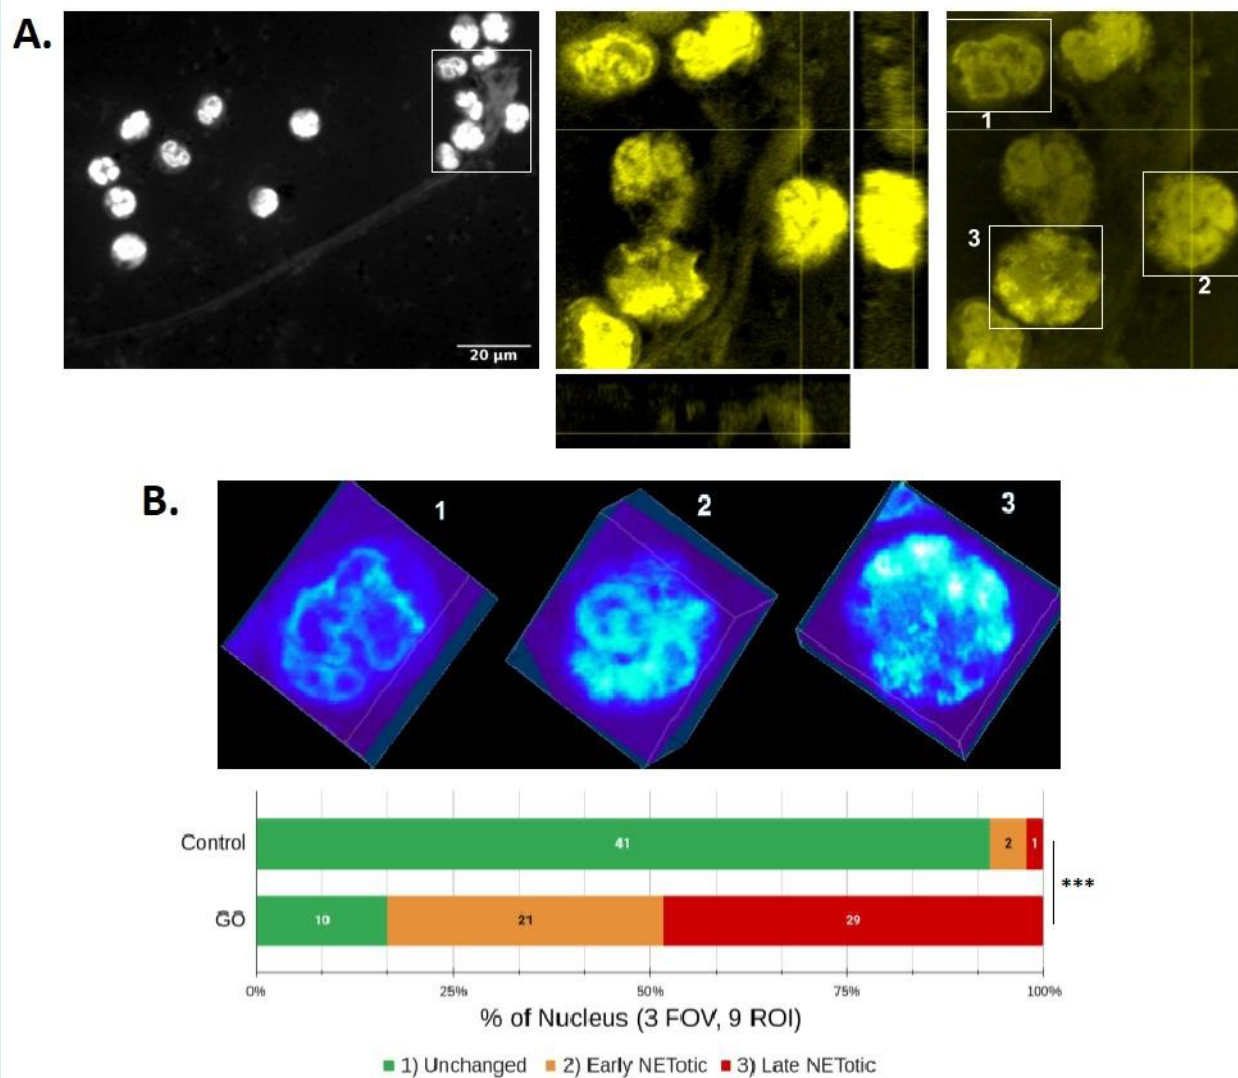 A.
20 µm
1
2
3
B.
1
2
3
Control
41
2
1
GO
10
21
29
***
0%
25%
50%
75%
100%
% of Nucleus (3 FOV, 9 ROI)
1) Unchanged
2) Early NETotic
3) Late NETotic